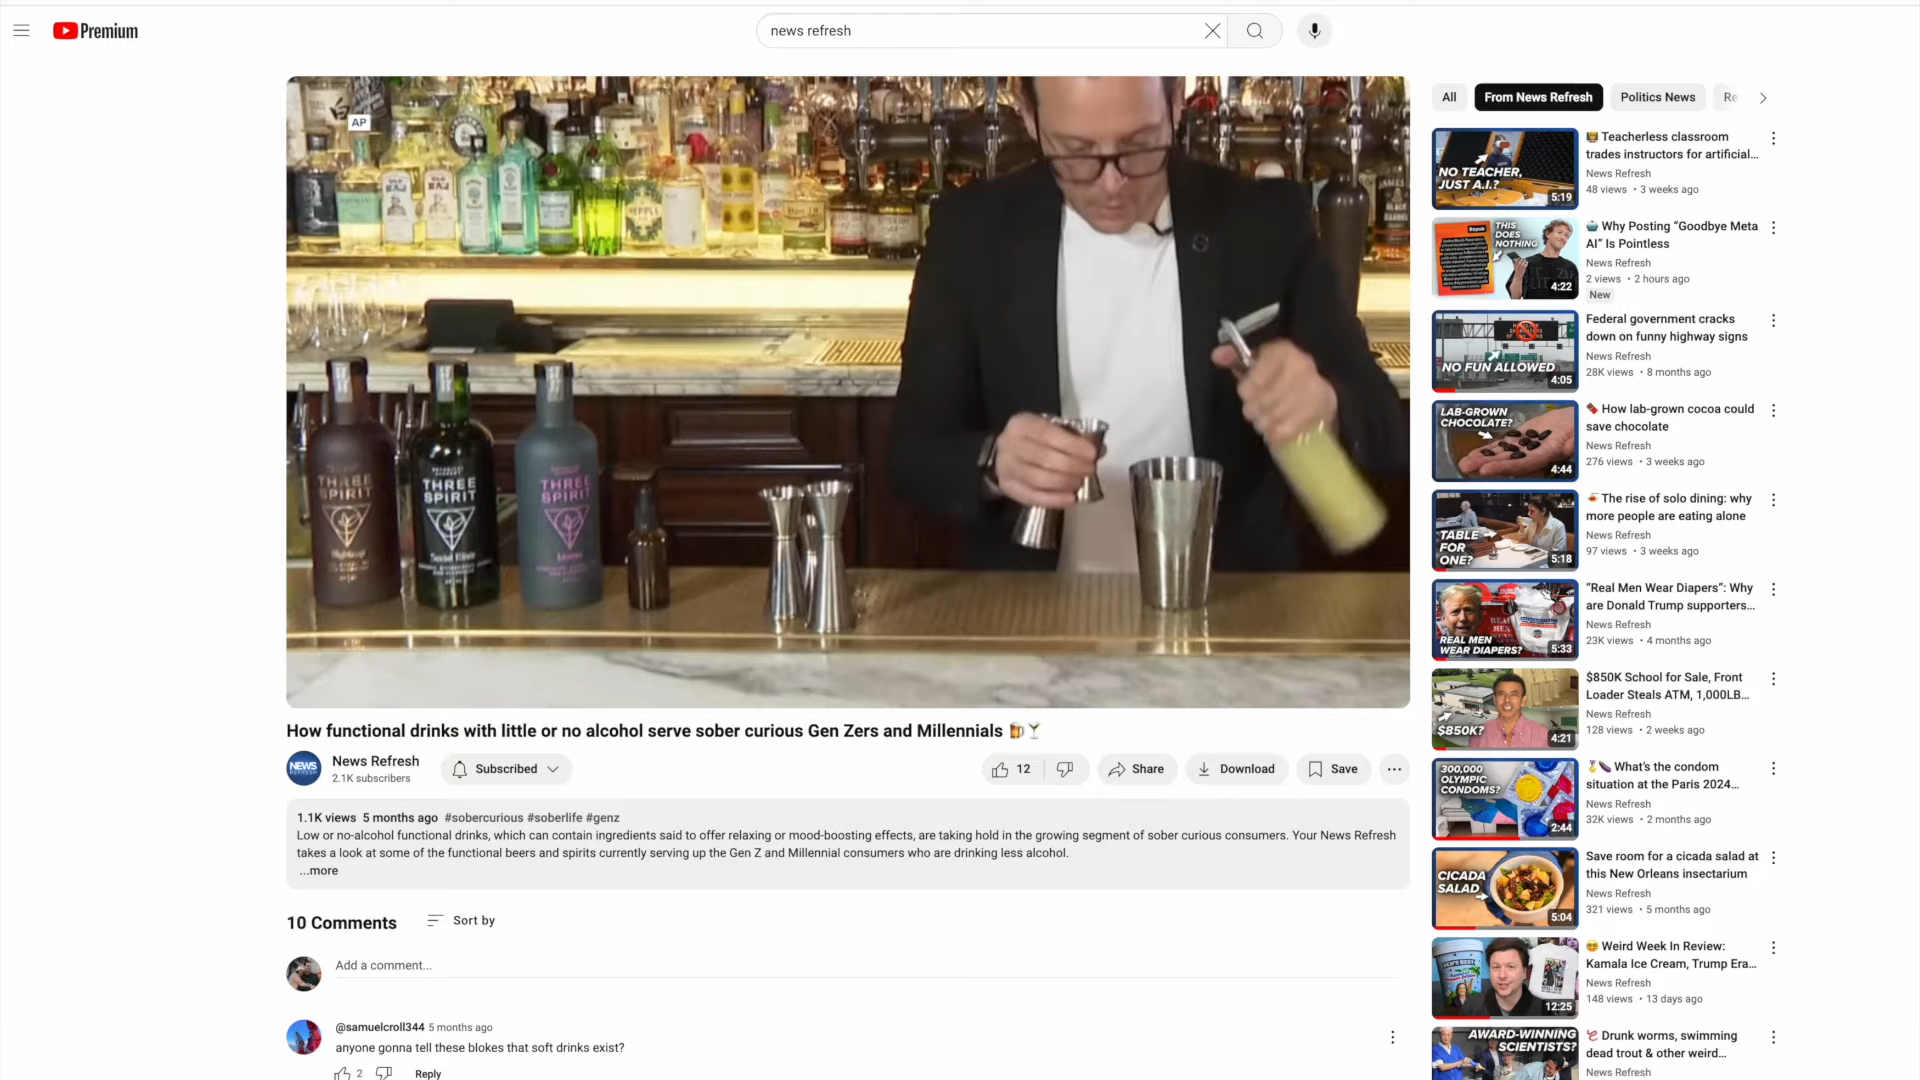 Premium
news refresh
AP
THREE
SPIRIT
Nightcap
THREE
SPIRIT
Social Elixir
THREE
SPIRIT
Livener
How functional drinks with little or no alcohol serve sober curious Gen Zers and Millennials 🍺🍸
NEWS
REFRESH
News Refresh
2.1K subscribers
Subscribed
12
Share
Download
Save
1.1K views 5 months ago #sobercurious #soberlife #genz
Low or no-alcohol functional drinks, which can contain ingredients said to offer relaxing or mood-boosting effects, are taking hold in the growing segment of sober curious consumers. Your News Refresh
takes a look at some of the functional beers and spirits currently serving up the Gen Z and Millennial consumers who are drinking less alcohol.
...more
10 Comments
Sort by
Add a comment...
@samuelcroll344 5 months ago
anyone gonna tell these blokes that soft drinks exist?
2
Reply
All
From News Refresh
Politics News
Re
NO TEACHER,
JUST A.I.?
5:19
Teacherless classroom
trades instructors for artificial...
News Refresh
48 views • 3 weeks ago
THIS
DOES
NOTHING
4:22
Why Posting “Goodbye Meta
AI” Is Pointless
News Refresh
2 views • 2 hours ago
New
NO FUN ALLOWED
4:05
Federal government cracks
down on funny highway signs
News Refresh
28K views • 8 months ago
LAB-GROWN
CHOCOLATE?
4:44
How lab-grown cocoa could
save chocolate
News Refresh
276 views • 3 weeks ago
TABLE
FOR
ONE?
5:18
The rise of solo dining: why
more people are eating alone
News Refresh
97 views • 3 weeks ago
REAL MEN
WEAR DIAPERS?
5:33
“Real Men Wear Diapers”: Why
are Donald Trump supporters...
News Refresh
23K views • 4 months ago
$850K?
4:21
$850K School for Sale, Front
Loader Steals ATM, 1,000LB...
News Refresh
128 views • 2 weeks ago
300,000
OLYMPIC
CONDOMS?
2:44
What’s the condom
situation at the Paris 2024...
News Refresh
32K views • 2 months ago
CICADA
SALAD
5:04
Save room for a cicada salad at
this New Orleans insectarium
News Refresh
321 views • 5 months ago
12:25
Weird Week In Review:
Kamala Ice Cream, Trump Era...
News Refresh
148 views • 13 days ago
AWARD-WINNING
SCIENTISTS?
Drunk worms, swimming
dead trout & other weird...
News Refresh